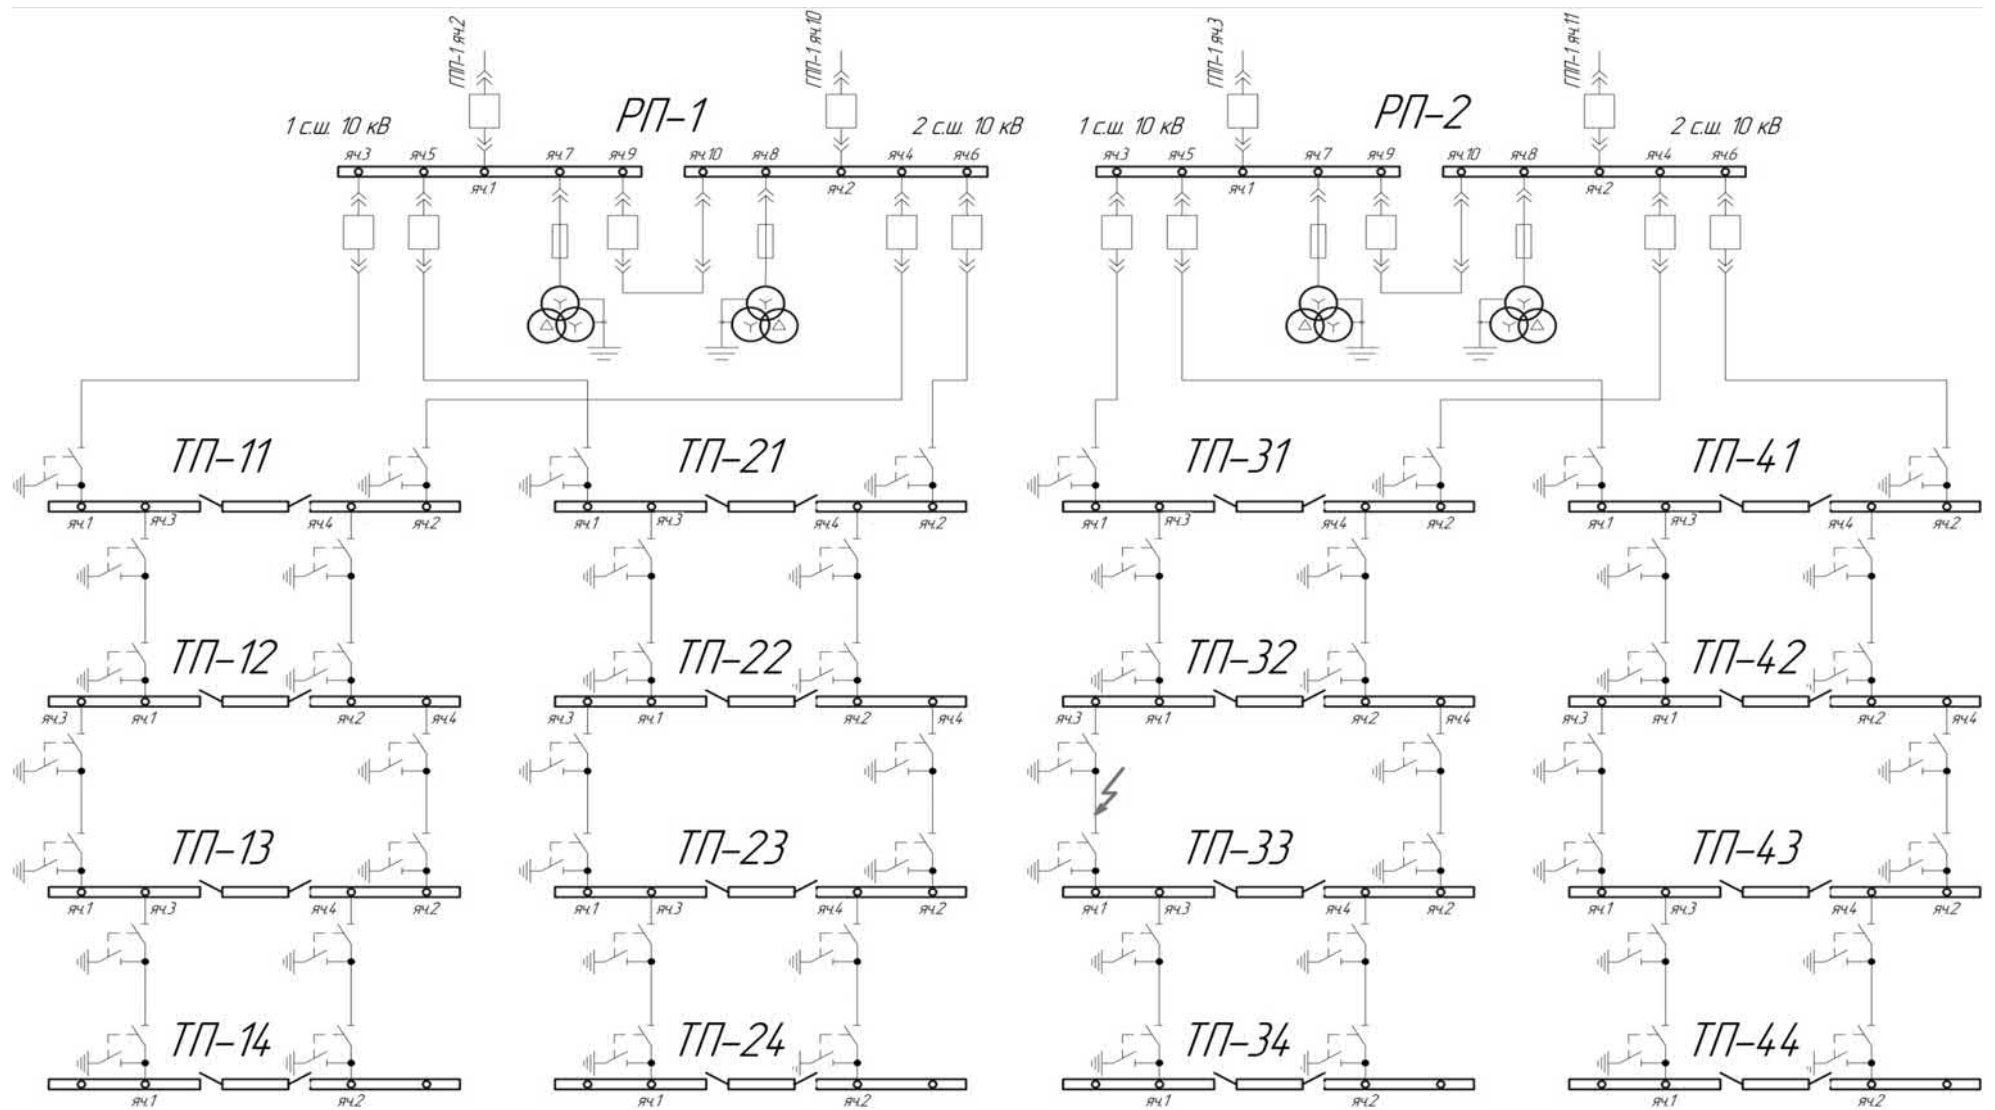 ГПП-1 яч.2
ГПП-1 яч.10
ГПП-1 яч.3
ГПП-1 яч.11
РП-1
РП-2
1 с.ш. 10 кВ
2 с.ш. 10 кВ
1 с.ш. 10 кВ
2 с.ш. 10 кВ
яч.3 яч.5 яч.7 яч.9 яч.10 яч.8 яч.4 яч.6
яч.3 яч.5 яч.7 яч.9 яч.10 яч.8 яч.4 яч.6
яч.1 яч.2 яч.1 яч.2
ТП-11 ТП-21 ТП-31 ТП-41
яч.1 яч.3 яч.4 яч.2 яч.1 яч.3 яч.4 яч.2 яч.1 яч.3 яч.4 яч.2 яч.1 яч.3 яч.4 яч.2
ТП-12 ТП-22 ТП-32 ТП-42
яч.3 яч.1 яч.2 яч.4 яч.3 яч.1 яч.2 яч.4 яч.3 яч.1 яч.2 яч.4 яч.3 яч.1 яч.2 яч.4
ТП-13 ТП-23 ТП-33 ТП-43
яч.1 яч.3 яч.4 яч.2 яч.1 яч.3 яч.4 яч.2 яч.1 яч.3 яч.4 яч.2 яч.1 яч.3 яч.4 яч.2
ТП-14 ТП-24 ТП-34 ТП-44
яч.1 яч.2 яч.1 яч.2 яч.1 яч.2 яч.1 яч.2